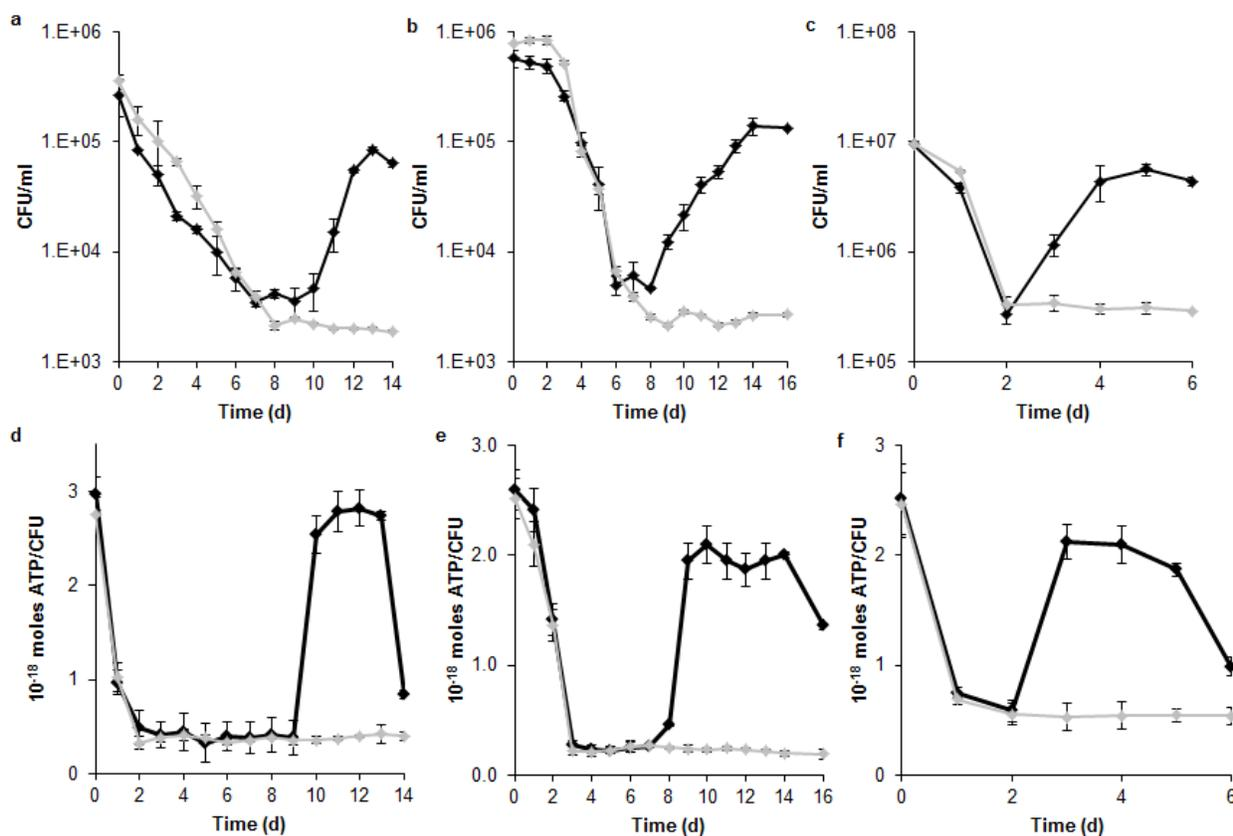 a
1.E+06
1.E+05
1.E+04
1.E+03
CFU/ml
0 2 4 6 8 10 12 14
Time (d)
b
1.E+06
1.E+05
1.E+04
1.E+03
CFU/ml
0 2 4 6 8 10 12 14 16
Time (d)
c
1.E+08
1.E+07
1.E+06
1.E+05
CFU/ml
0 2 4 6
Time (d)
d
3
2
1
0
10⁻¹⁸ moles ATP/CFU
0 2 4 6 8 10 12 14
Time (d)
e
3.0
2.0
1.0
0.0
10⁻¹⁸ moles ATP/CFU
0 2 4 6 8 10 12 14 16
Time (d)
f
3
2
1
0
10⁻¹⁸ moles ATP/CFU
0 2 4 6
Time (d)